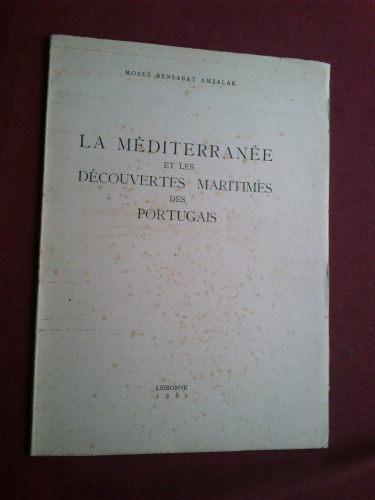 MOSES BENSABAT AMZALAK
LA MÉDITERRANÉE
ET LES
DÉCOUVERTES MARITIMES
DES
PORTUGAIS
LISBONNE